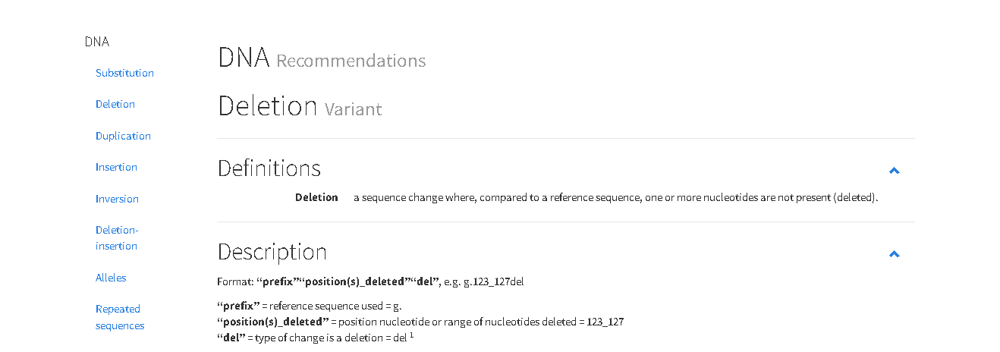 DNA
Substitution
Deletion
Duplication
Insertion
Inversion
Deletion-
insertion
Alleles
Repeated
sequences
DNA Recommendations
Deletion Variant
Definitions
Deletion a sequence change where, compared to a reference sequence, one or more nucleotides are not present (deleted).
Description
Format: “prefix”“position(s)_deleted”“del”, e.g. g.123_127del
“prefix” = reference sequence used = g.
“position(s)_deleted” = position nucleotide or range of nucleotides deleted = 123_127
“del” = type of change is a deletion = del 1